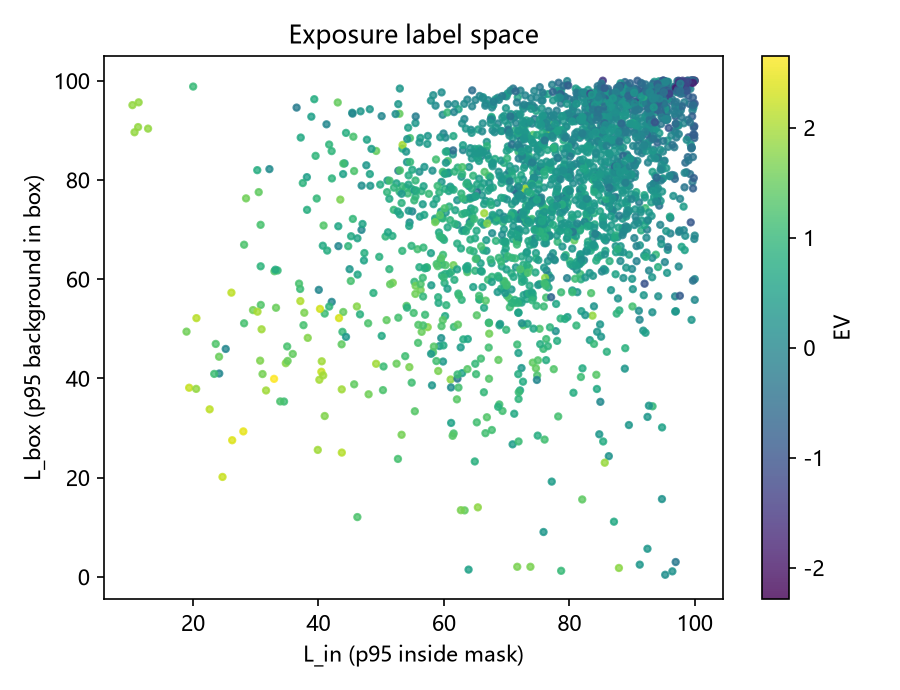 Exposure label space
100
80
60
40
20
0
L_box (p95 background in box)
20 40 60 80 100
L_in (p95 inside mask)
2
1
0
-1
-2
EV